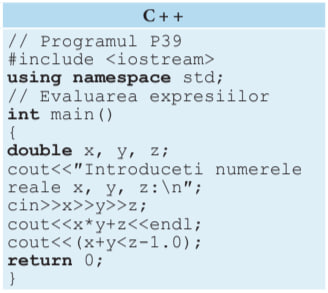 C++
// Programul P39
#include <iostream>
using namespace std;
// Evaluarea expresiilor
int main()
{
double x, y, z;
cout<<"Introduceti numerele
reale x, y, z:\n";
cin>>x>>y>>z;
cout<<x*y+z<<endl;
cout<<(x+y<z-1.0);
return 0;
}